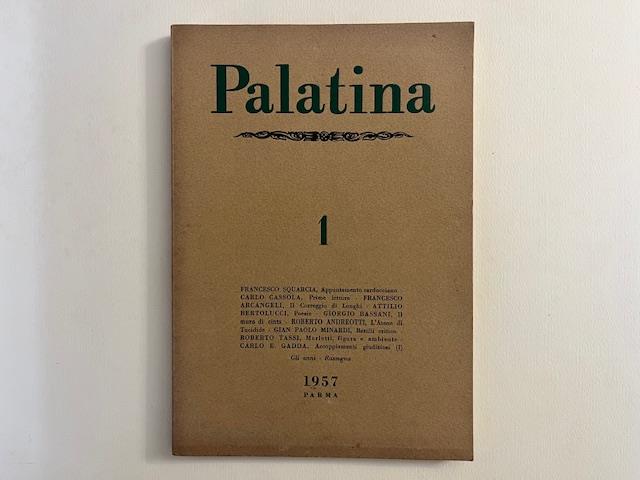 Palatina
1
FRANCESCO SQUARCIA, Appuntamento carducciano -
CARLO CASSOLA, Prime letture - FRANCESCO
ARCANGELI, Il Correggio di Longhi - ATTILIO
BERTOLUCCI, Poesie - GIORGIO BASSANI, Il
muro di cinta - ROBERTO ANDREOTTI, L'Atene di
Tucidide - GIAN PAOLO MINARDI, Bacilli critico -
ROBERTO TASSI, Morlotti, figura e ambiente -
CARLO E. GADDA, Accoppiamenti giudiziosi (I)
Gli anni - Rassegna
1957
PARMA